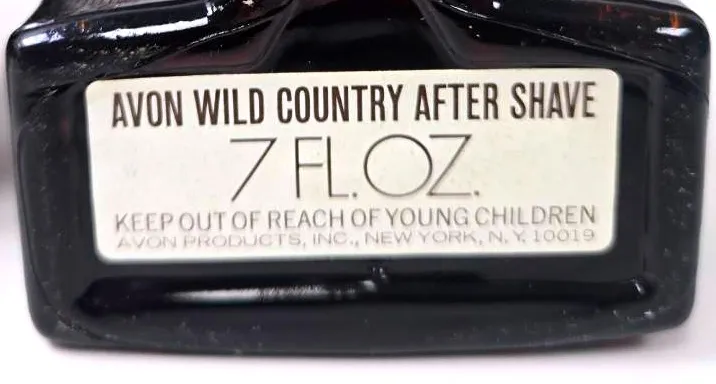 AVON WILD COUNTRY AFTER SHAVE
7 FL.OZ.
KEEP OUT OF REACH OF YOUNG CHILDREN
AVON PRODUCTS, INC., NEW YORK, N.Y. 10019